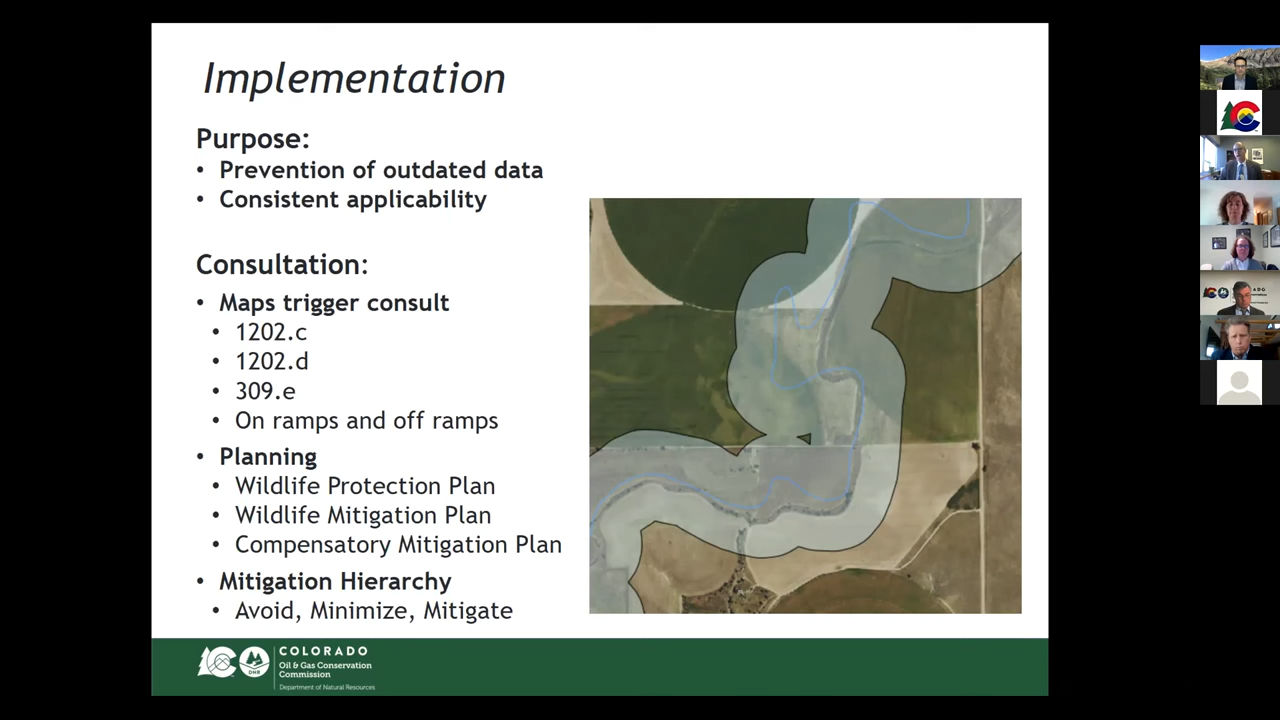 Implementation
Purpose:
• Prevention of outdated data
• Consistent applicability
Consultation:
• Maps trigger consult
• 1202.c
• 1202.d
• 309.e
• On ramps and off ramps
• Planning
• Wildlife Protection Plan
• Wildlife Mitigation Plan
• Compensatory Mitigation Plan
• Mitigation Hierarchy
• Avoid, Minimize, Mitigate
COLORADO
Oil & Gas Conservation
Commission
Department of Natural Resources
DNR